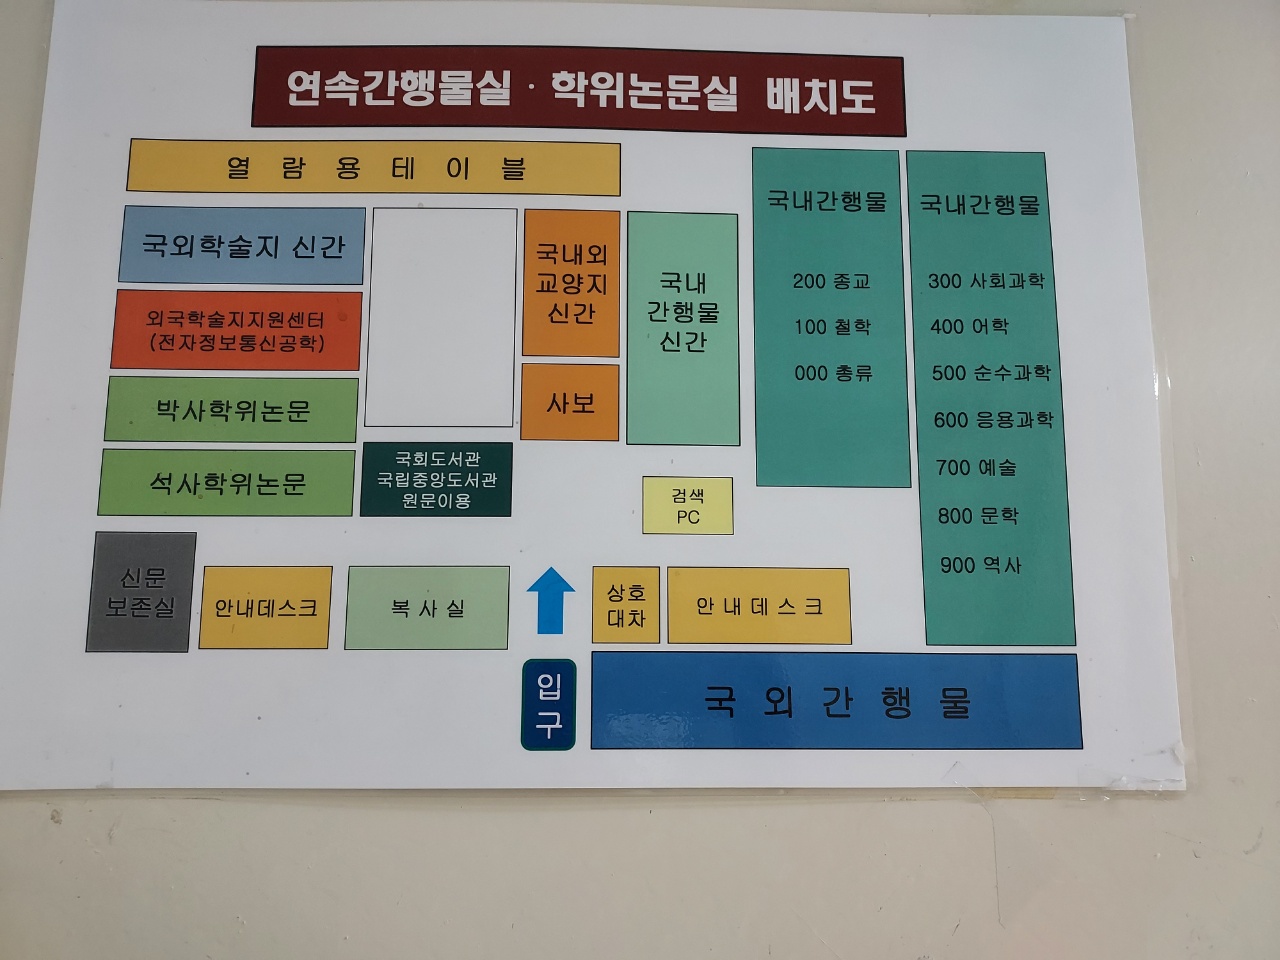 연속간행물실 · 학위논문실 배치도
열 람 용 테 이 블
국외학술지 신간
외국학술지지원센터
(전자정보통신공학)
박사학위논문
석사학위논문
국내외
교양지
신간
사보
국내
간행물
신간
국회도서관
국립중앙도서관
원문이용
검색
PC
국내간행물
200 종교
100 철학
000 총류
국내간행물
300 사회과학
400 어학
500 순수과학
600 응용과학
700 예술
800 문학
900 역사
신문
보존실
안내데스크
복 사 실
상호
대차
안 내 데 스 크
입
구
국 외 간 행 물